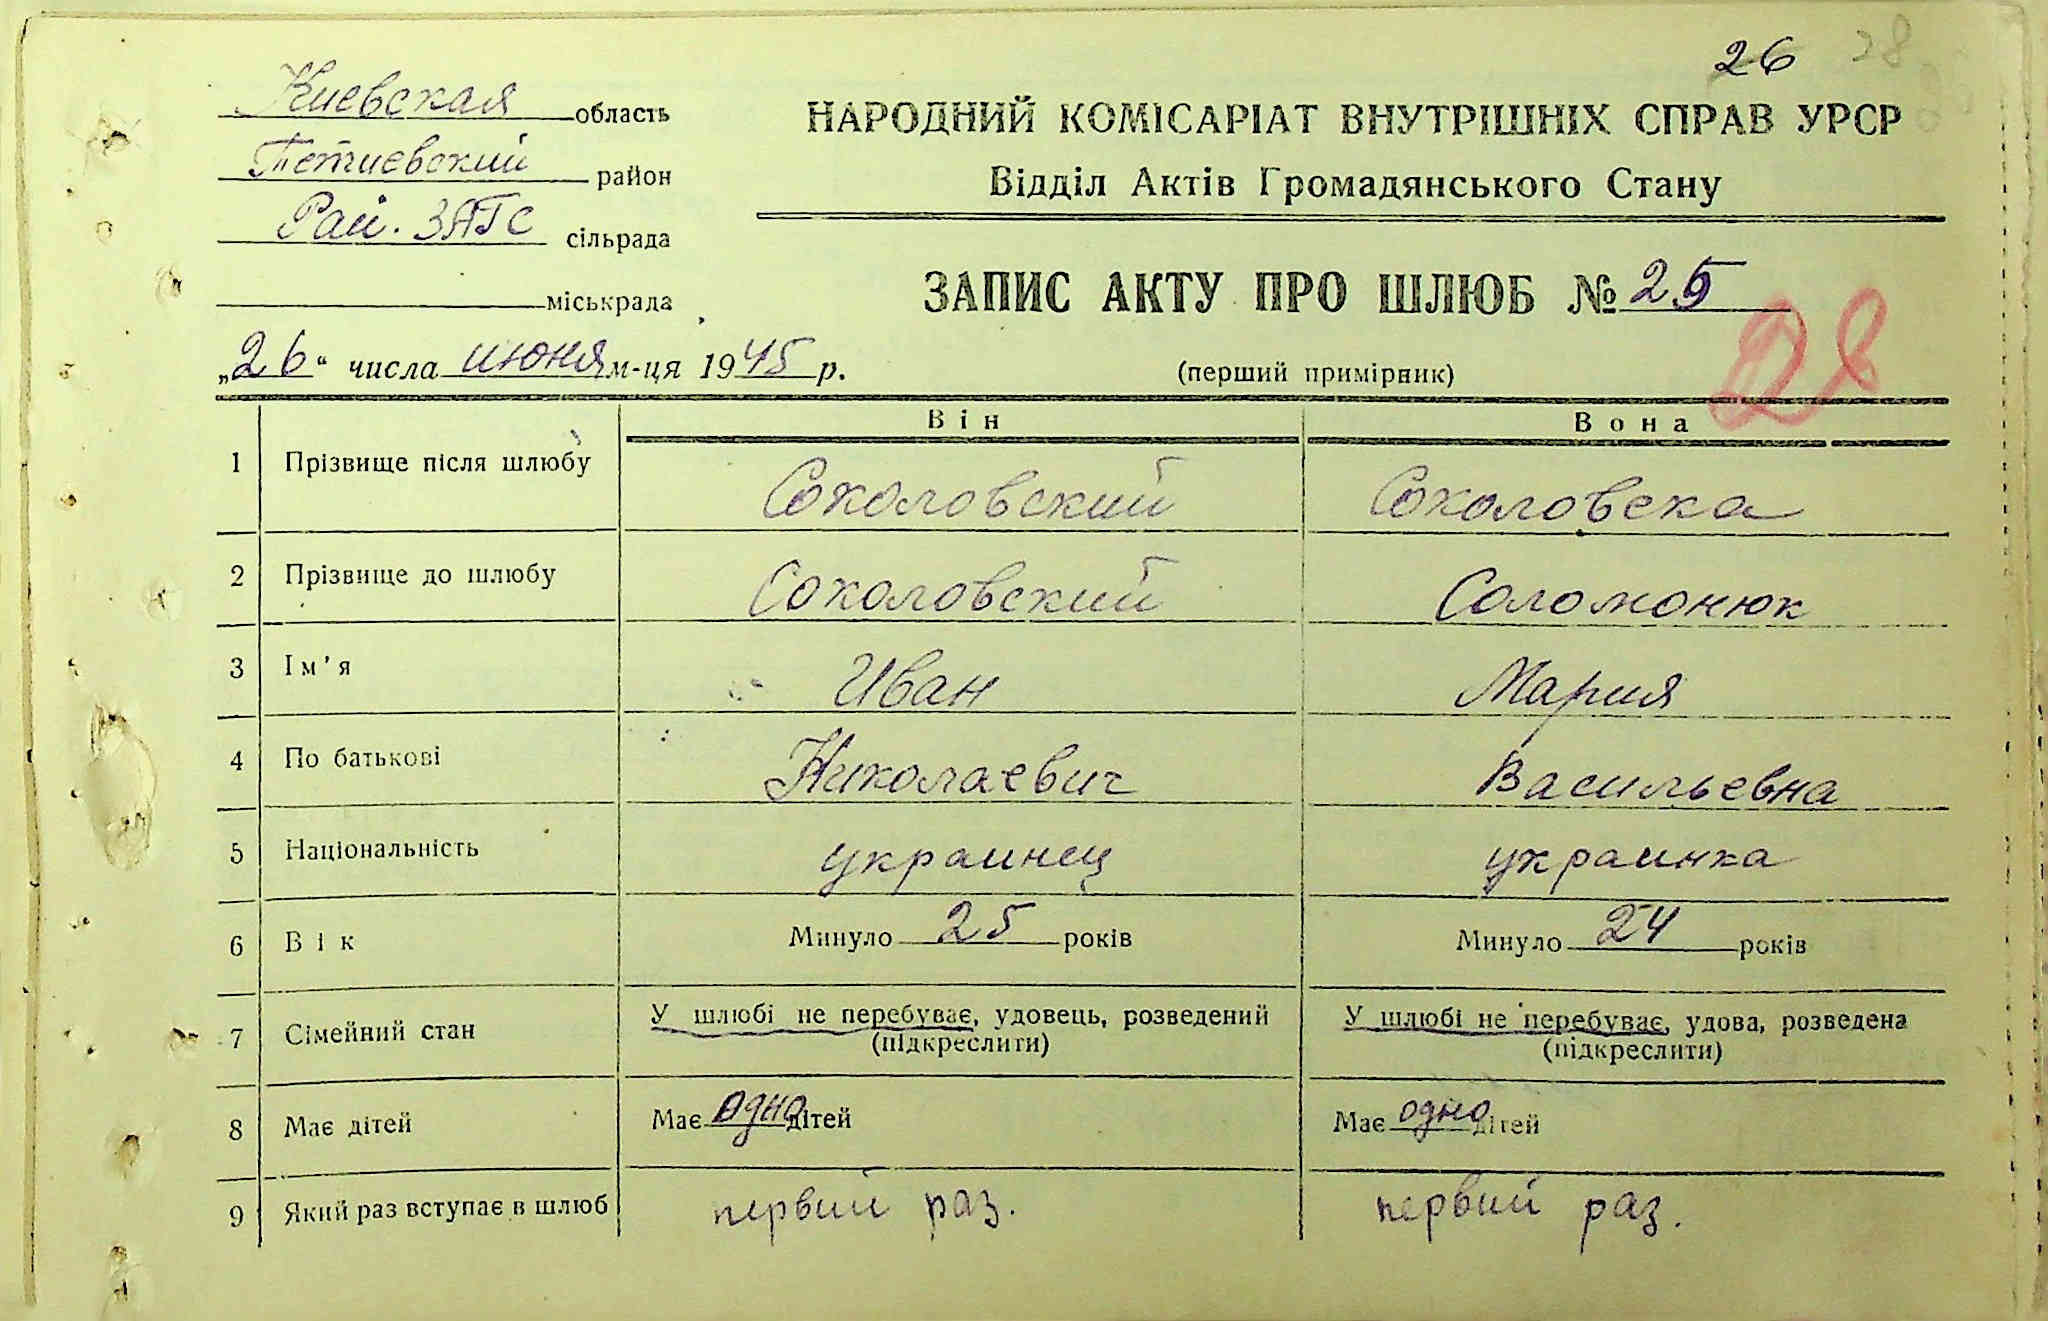 26 28
Киевская область
Тетиевский район
Рай. ЗАГС сільрада
міськрада
НАРОДНИЙ КОМІСАРІАТ ВНУТРІШНІХ СПРАВ УРСР
Відділ Актів Громадянського Стану
ЗАПИС АКТУ ПРО ШЛЮБ № 25
„26“ числа июня м-ця 1945 р.
(перший примірник)
28
Він Вона
1 Прізвище після шлюбу Соколовский Соколовска
2 Прізвище до шлюбу Соколовский Соломонюк
3 Ім'я Иван Мария
4 По батькові Николаевич Васильевна
5 Національність украинец украинка
6 Вік Минуло 25 років Минуло 24 років
7 Сімейний стан У шлюбі не перебуває, удовець, розведений У шлюбі не перебуває, удова, розведена
(підкреслити) (підкреслити)
8 Має дітей Має одно дітей Має одно дітей
9 Який раз вступає в шлюб первий раз. первий раз.